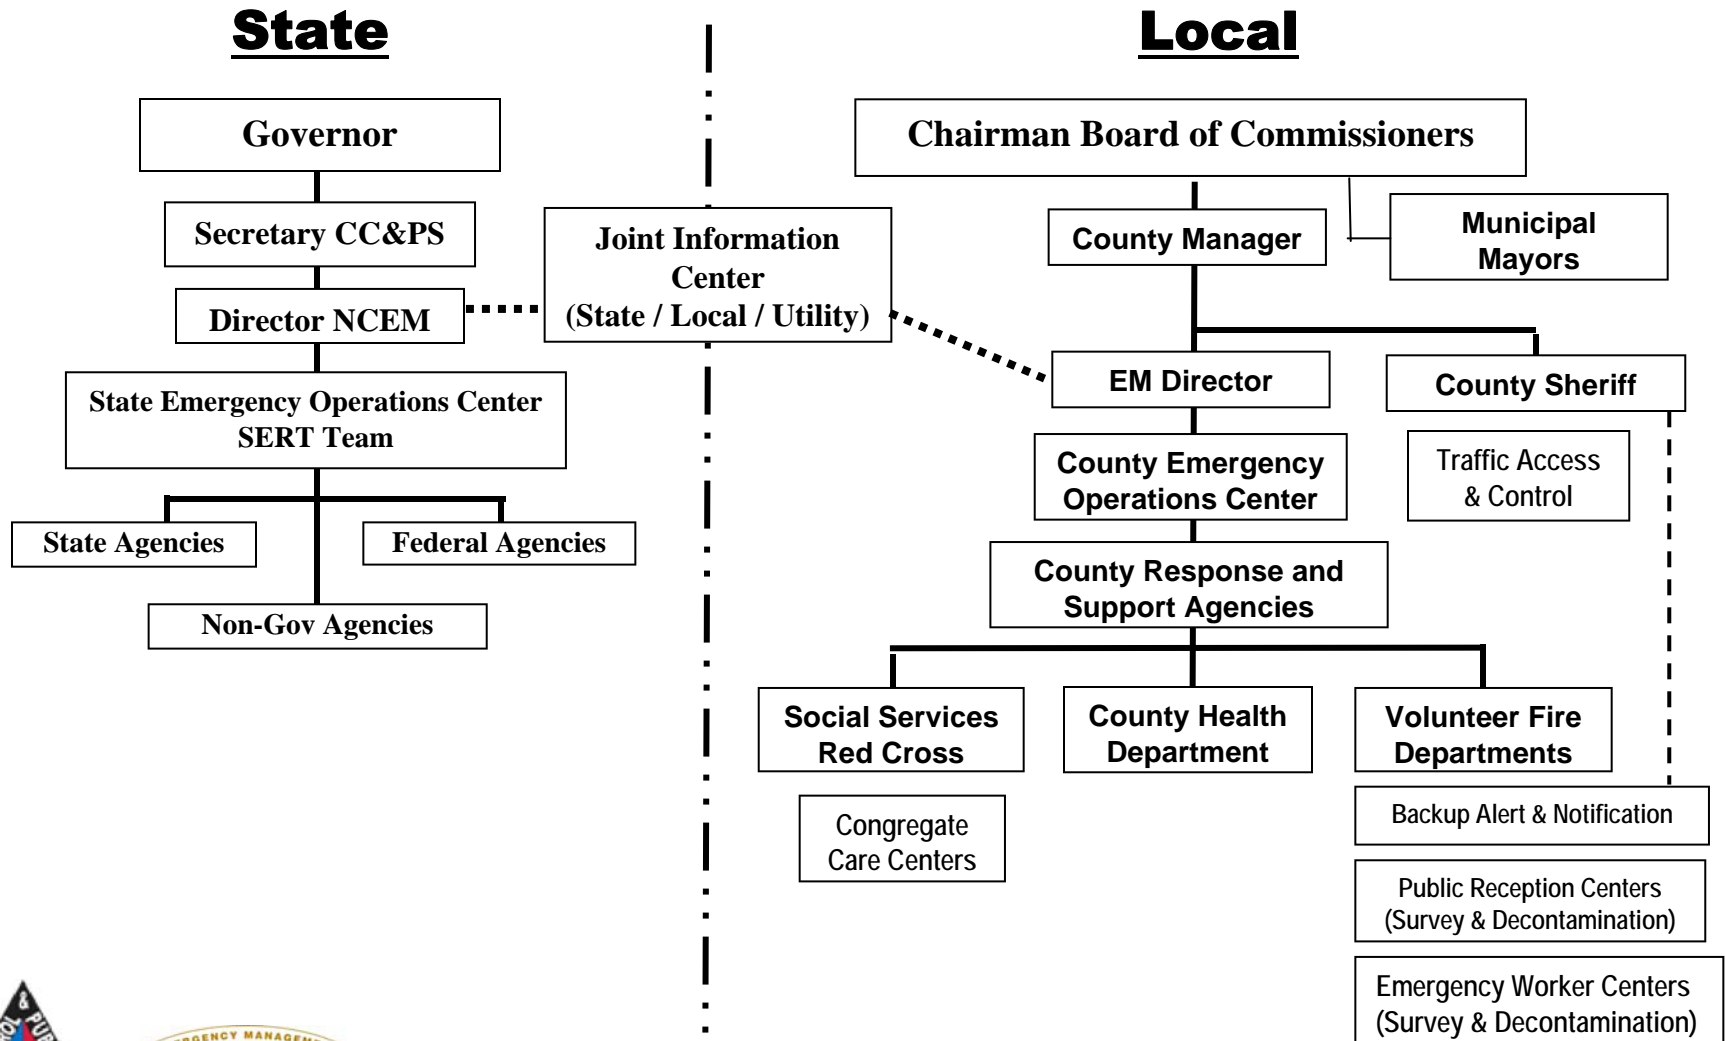 State
Local
Governor
Secretary CC&PS
Director NCEM
State Emergency Operations Center
SERT Team
State Agencies
Federal Agencies
Non-Gov Agencies
Joint Information
Center
(State / Local / Utility)
Chairman Board of Commissioners
County Manager
Municipal
Mayors
EM Director
County Sheriff
County Emergency
Operations Center
Traffic Access
& Control
County Response and
Support Agencies
Social Services
Red Cross
County Health
Department
Volunteer Fire
Departments
Congregate
Care Centers
Backup Alert & Notification
Public Reception Centers
(Survey & Decontamination)
Emergency Worker Centers
(Survey & Decontamination)
&